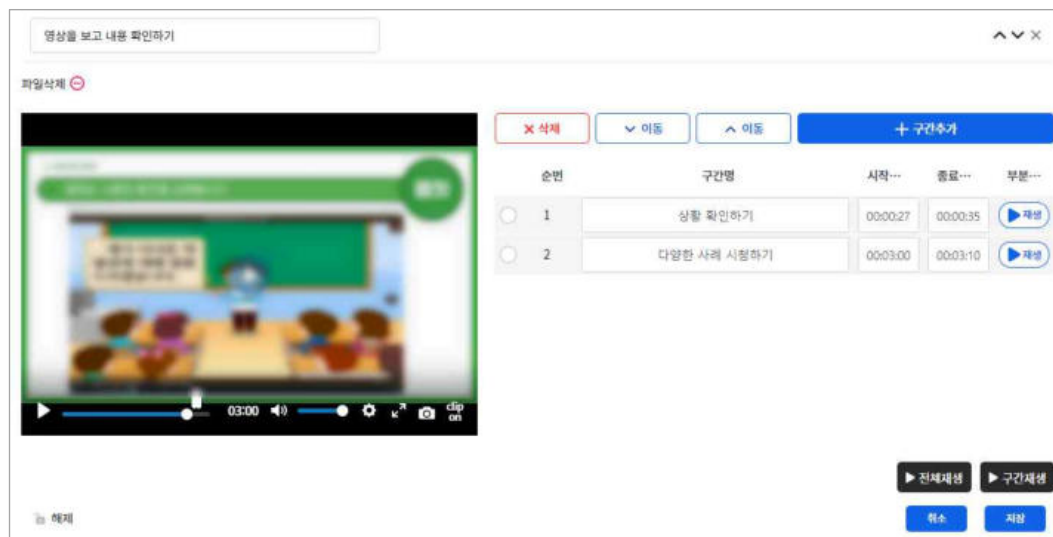 영상을 보고 내용 확인하기
파일삭제
삭제 이동 이동 구간추가
순번 구간명 시작… 종료… 부분…
1 상황 확인하기 00:00:27 00:00:35 재생
2 다양한 사례 시청하기 00:03:00 00:03:10 재생
03:00 clip on
전체재생 구간재생
해제 취소 저장